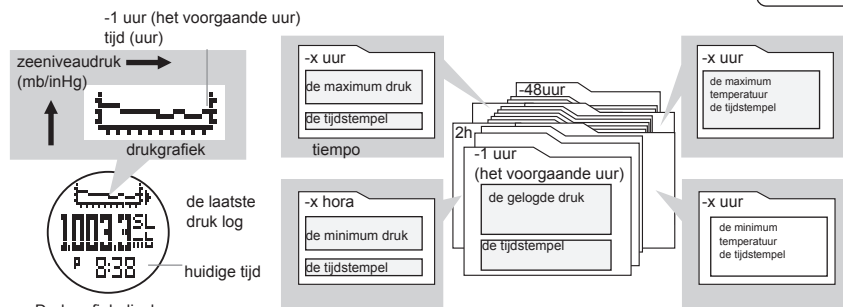 -1 uur (het voorgaande uur)
tijd (uur)
zeeniveaudruk
(mb/inHg)
drukgrafiek
de laatste
druk log
1003.3 SL
mb
P 8:38
huidige tijd
-x uur
de maximum druk
de tijdstempel
tiempo
-x hora
de minimum druk
de tijdstempel
-48uur
2h
-1 uur
(het voorgaande uur)
de gelogde druk
de tijdstempel
-x uur
de maximum
temperatuur
de tijdstempel
-x uur
de minimum
temperatuur
de tijdstempel